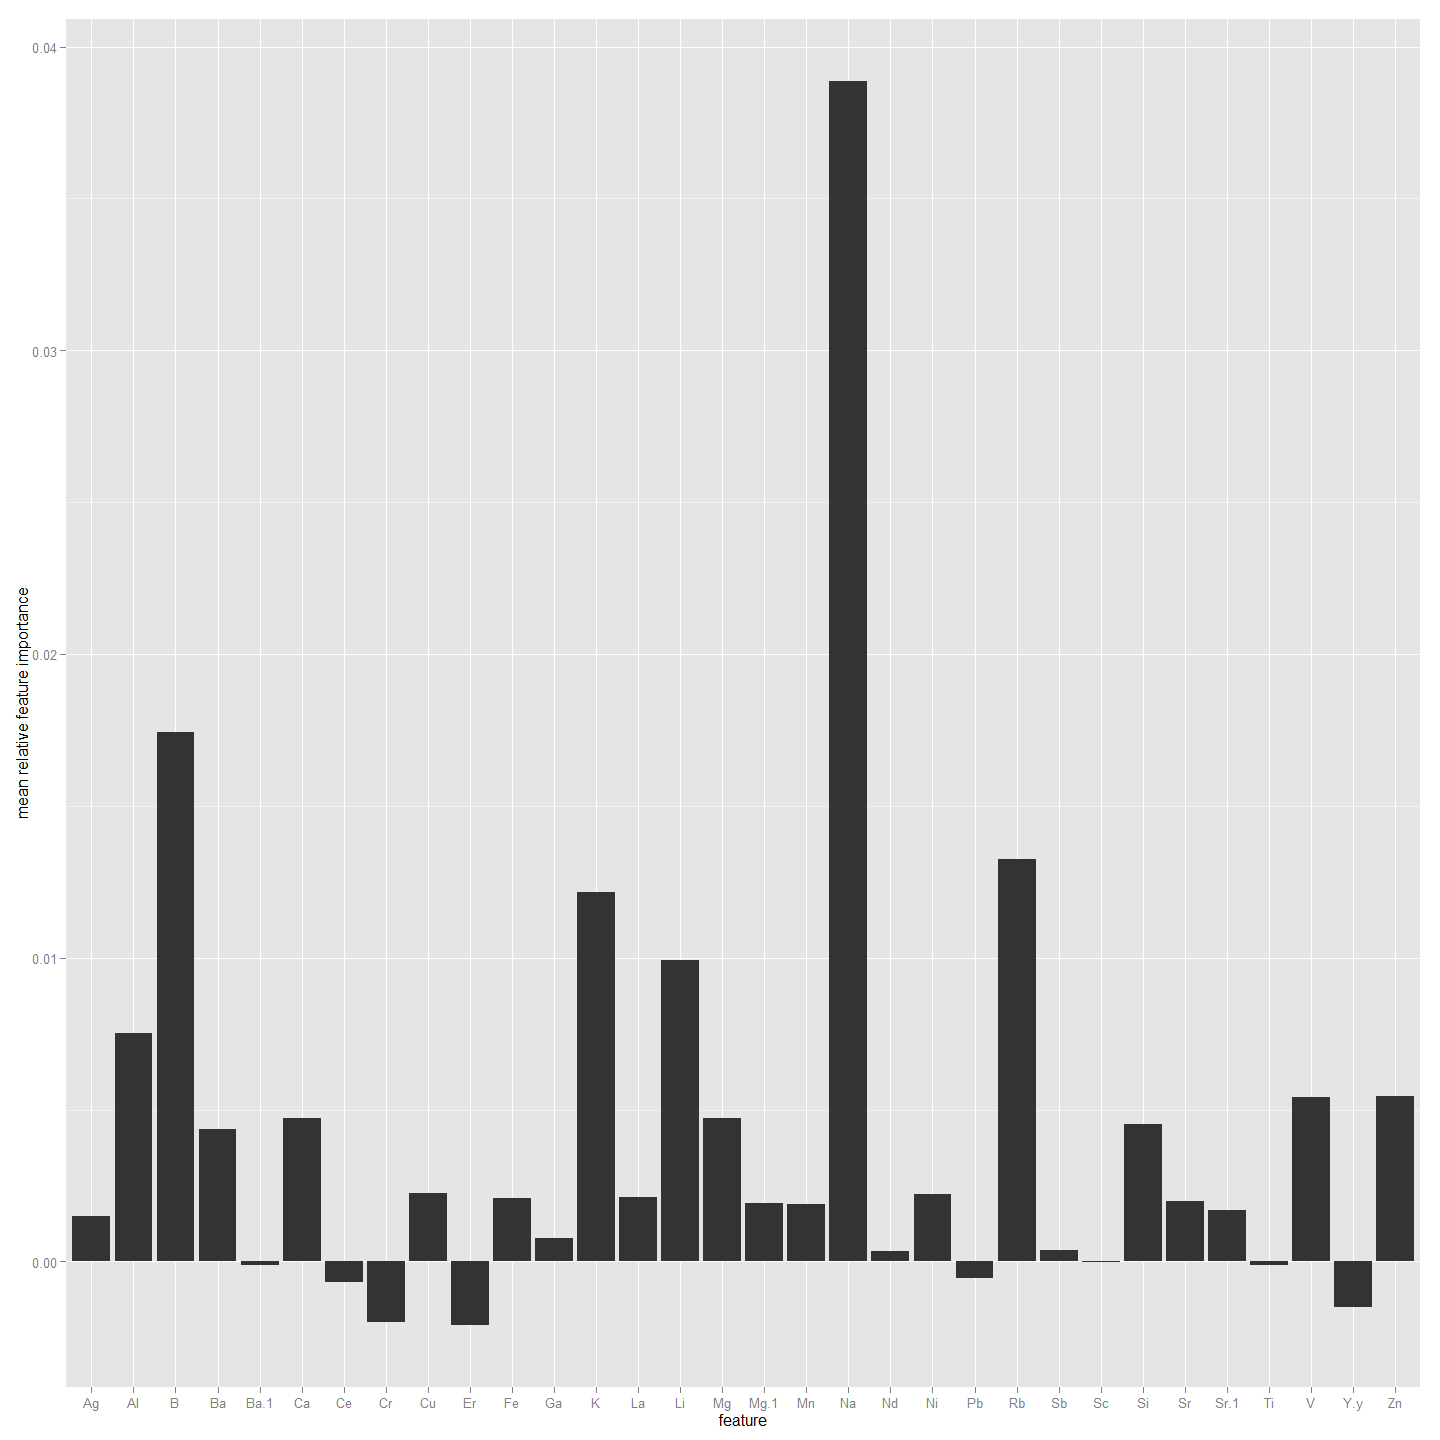 0.04
0.03
0.02
0.01
0.00
mean relative feature importance
Ag Al B Ba Ba.1 Ca Ce Cr Cu Er Fe Ga K La Li Mg Mg.1 Mn Na Nd Ni Pb Rb Sb Sc Si Sr Sr.1 Ti V Y.y Zn
feature